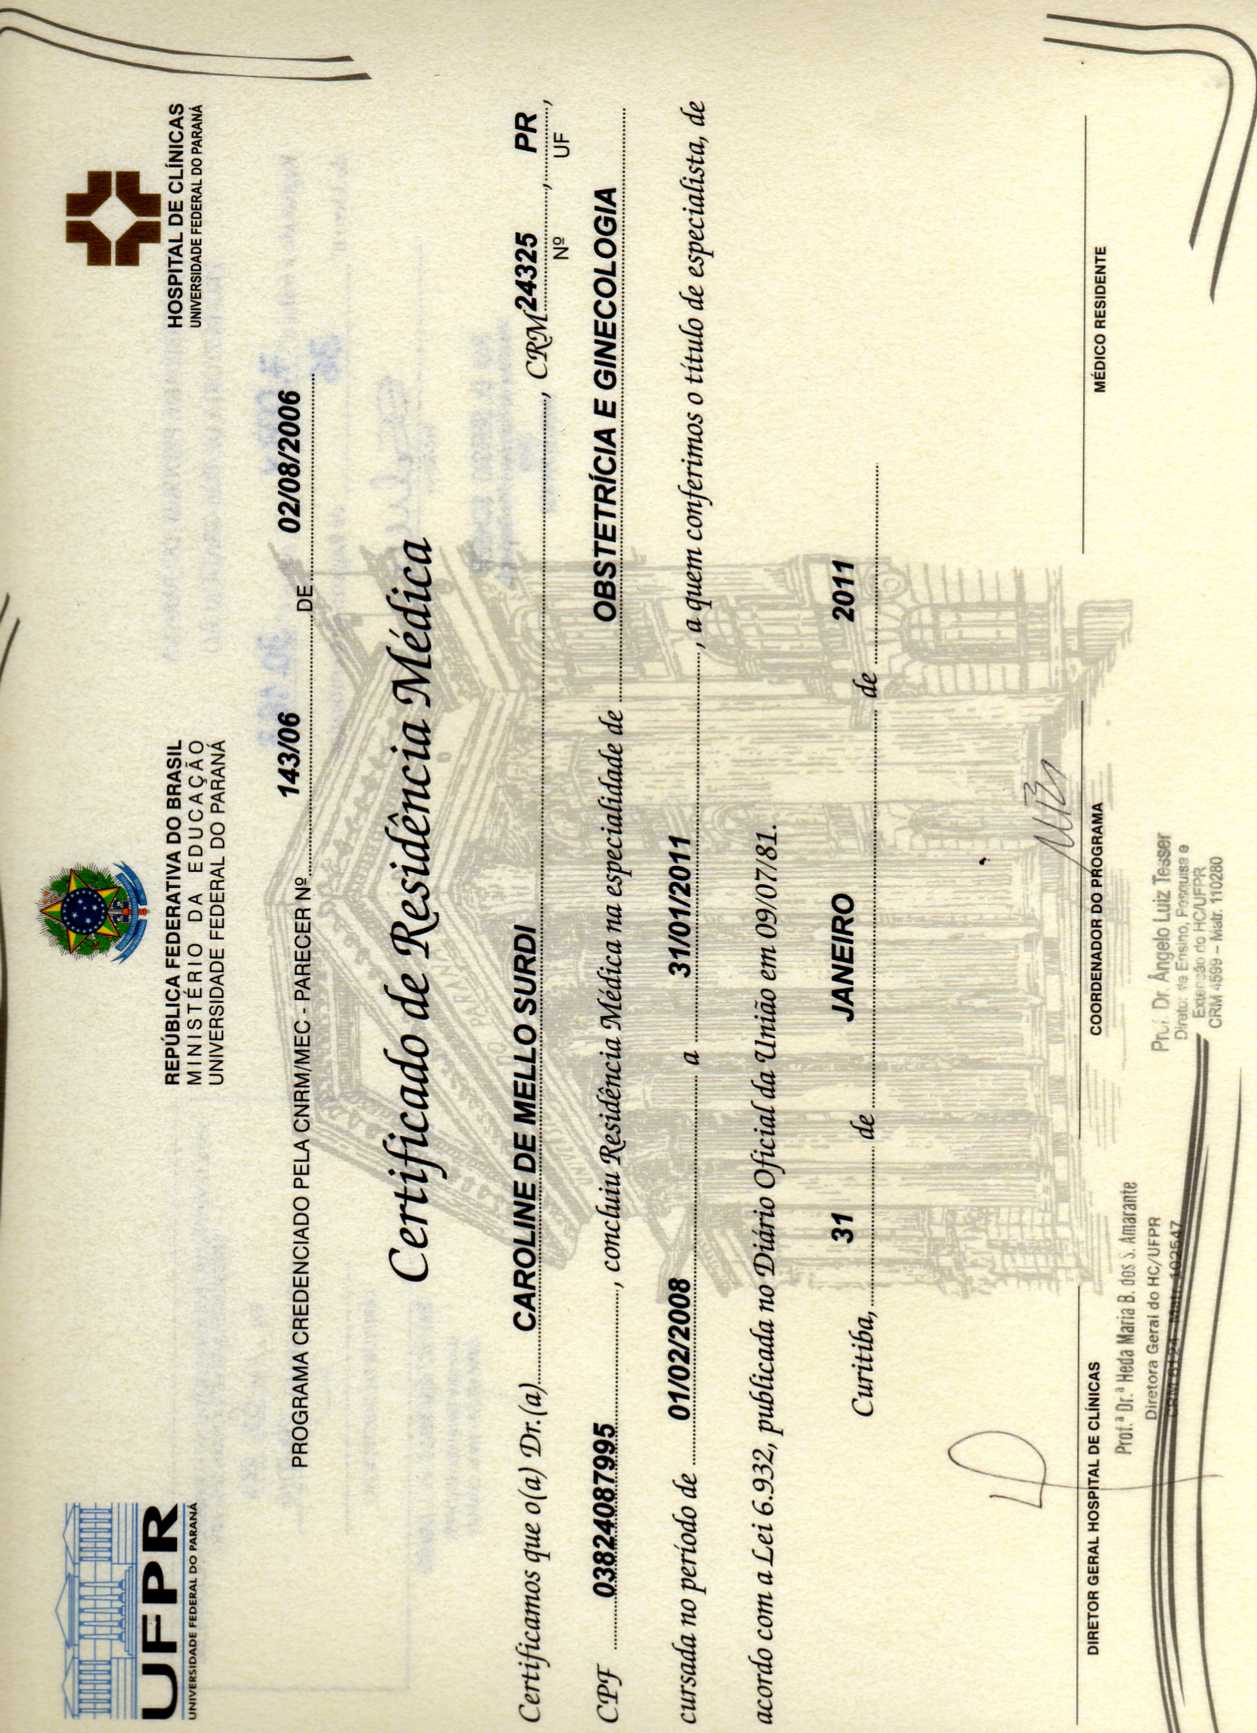 UFPR
UNIVERSIDADE FEDERAL DO PARANÁ
REPÚBLICA FEDERATIVA DO BRASIL
MINISTÉRIO DA EDUCAÇÃO
UNIVERSIDADE FEDERAL DO PARANÁ
HOSPITAL DE CLÍNICAS
UNIVERSIDADE FEDERAL DO PARANÁ
PROGRAMA CREDENCIADO PELA CNRM/MEC - PARECER Nº 143/06 DE 02/08/2006
Certificado de Residência Médica
Certificamos que o(a) Dr.(a) CAROLINE DE MELLO SURDI, CRM 24325, PR,
Nº UF
CPF 03824087995, concluiu Residência Médica na especialidade de OBSTETRÍCIA E GINECOLOGIA
cursada no período de 01/02/2008 a 31/01/2011, a quem conferimos o título de especialista, de
acordo com a Lei 6.932, publicada no Diário Oficial da União em 09/07/81.
Curitiba, 31 de JANEIRO de 2011
DIRETOR GERAL HOSPITAL DE CLÍNICAS
Prof.ª Dr.ª Heda Maria B. dos S. Amarante
Diretora Geral do HC/UFPR
COORDENADOR DO PROGRAMA
Prof. Dr. Angelo Luiz Tesser
Diretor de Ensino, Pesquisa e
Extensão do HC/UFPR
CRM 4599 - Matr. 110280
MÉDICO RESIDENTE